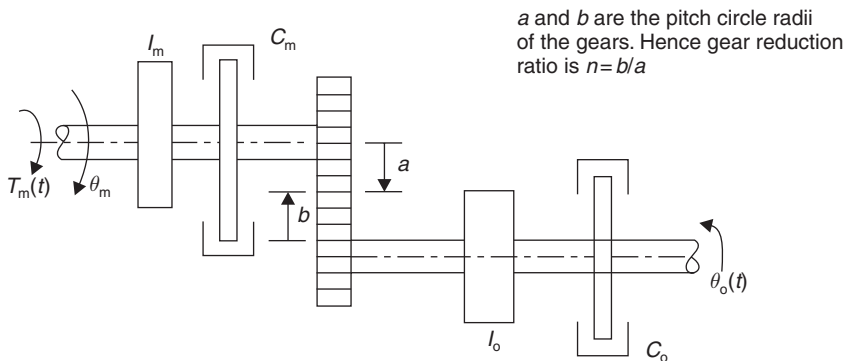 a and b are the pitch circle radii
of the gears. Hence gear reduction
ratio is n = b/a
I_m
C_m
T_m(t)
θ_m
a
b
θ_o(t)
I_o
C_o